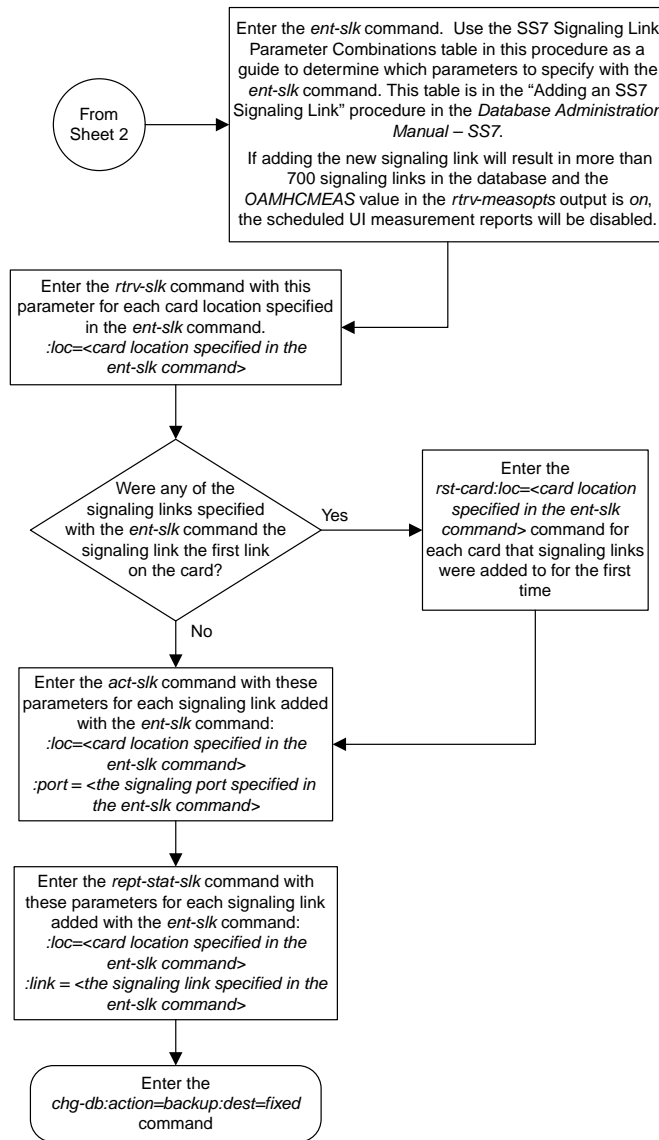 Enter the ent-slk command.  Use the SS7 Signaling Link
Parameter Combinations table in this procedure as a
guide to determine which parameters to specify with the
ent-slk command. This table is in the “Adding an SS7
Signaling Link” procedure in the Database Administration
Manual – SS7.
If adding the new signaling link will result in more than
700 signaling links in the database and the
OAMHCMEAS value in the rtrv-measopts output is on,
the scheduled UI measurement reports will be disabled.
From
Sheet 2
Enter the rtrv-slk command with this
parameter for each card location specified
in the ent-slk command.
:loc=<card location specified in the
ent-slk command>
Were any of the
signaling links specified
with the ent-slk command the
signaling link the first link
on the card?
Yes
Enter the
rst-card:loc=<card location
specified in the ent-slk
command> command for
each card that signaling links
were added to for the first
time
No
Enter the act-slk command with these
parameters for each signaling link added
with the ent-slk command:
:loc=<card location specified in the
ent-slk command>
:port = <the signaling port specified in
the ent-slk command>
Enter the rept-stat-slk command with
these parameters for each signaling link
added with the ent-slk command:
:loc=<card location specified in the
ent-slk command>
:link = <the signaling link specified in the
ent-slk command>
Enter the
chg-db:action=backup:dest=fixed
command